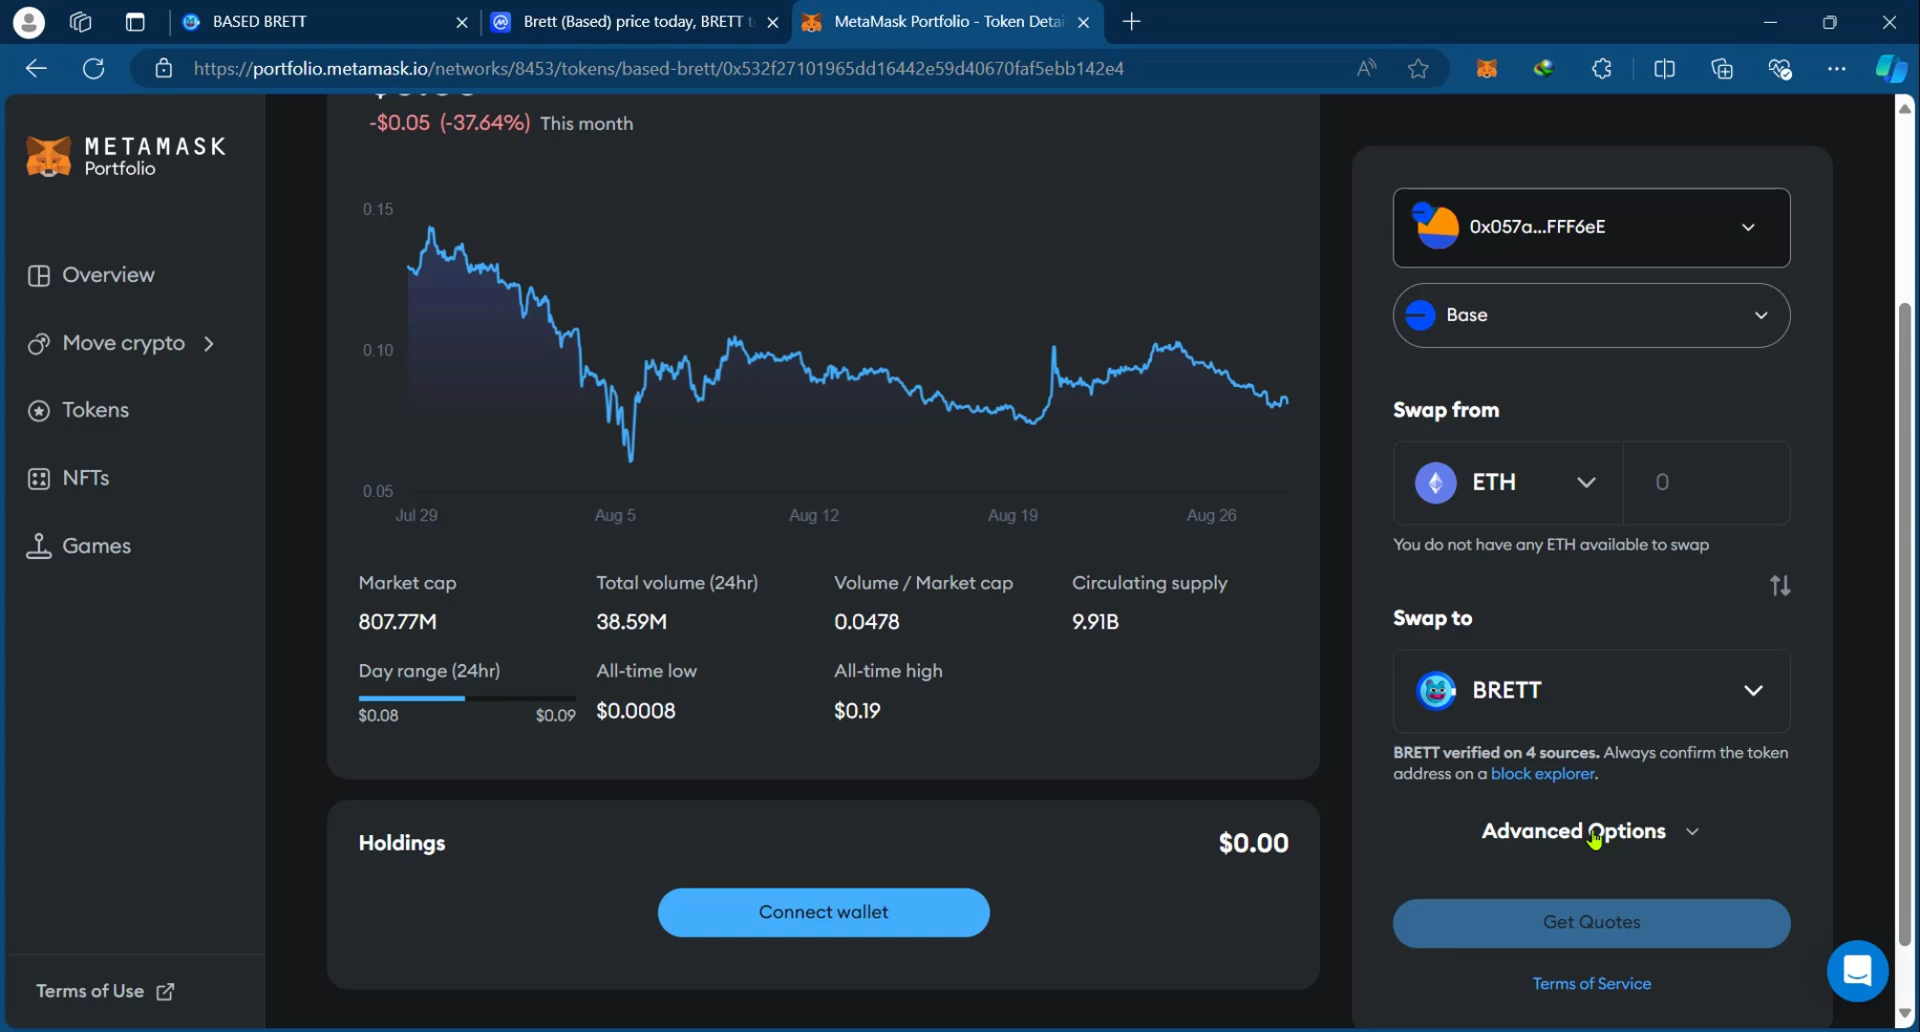 BASED BRETT
Brett (Based) price today, BRETT t
MetaMask Portfolio - Token Detai
https://portfolio.metamask.io/networks/8453/tokens/based-brett/0x532f27101965dd16442e59d40670faf5ebb142e4
METAMASK
Portfolio
Overview
Move crypto
Tokens
NFTs
Games
Terms of Use
-$0.05 (-37.64%) This month
0.15
0.10
0.05
Jul 29
Aug 5
Aug 12
Aug 19
Aug 26
Market cap
807.77M
Total volume (24hr)
38.59M
Volume / Market cap
0.0478
Circulating supply
9.91B
Day range (24hr)
$0.08
$0.09
All-time low
$0.0008
All-time high
$0.19
Holdings
$0.00
Connect wallet
0x057a...FFF6eE
Base
Swap from
ETH
0
You do not have any ETH available to swap
Swap to
BRETT
BRETT verified on 4 sources. Always confirm the token
address on a block explorer.
Advanced Options
Get Quotes
Terms of Service